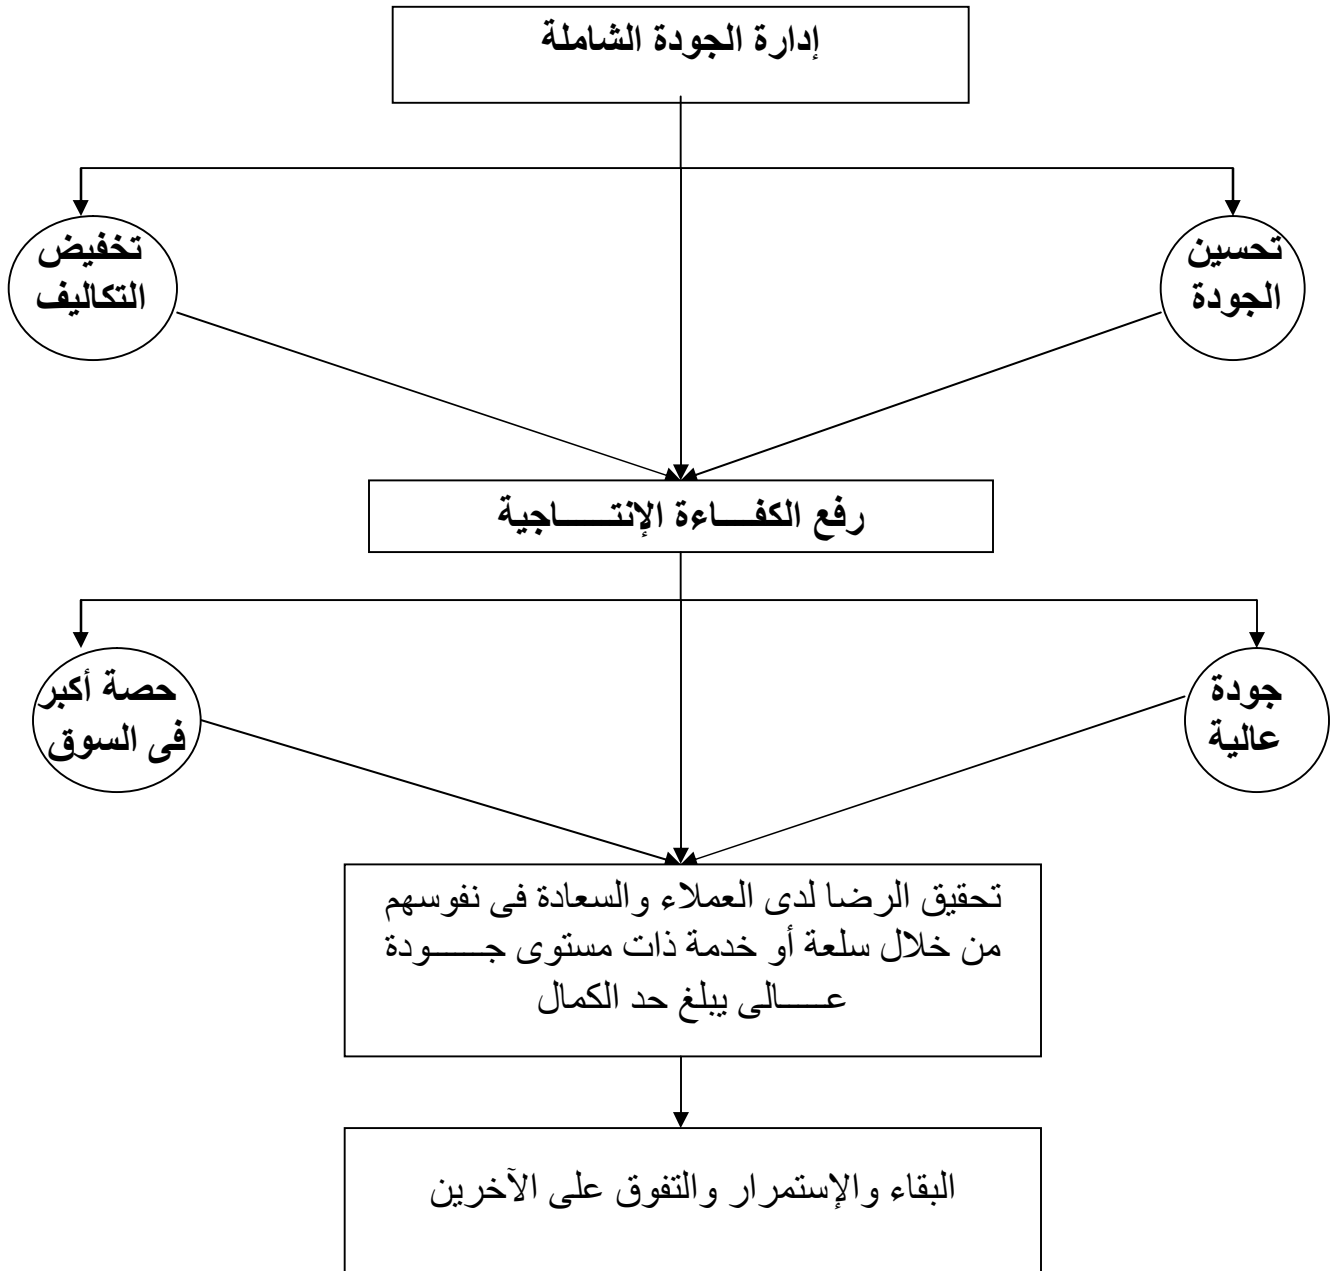 إدارة الجودة الشاملة
تحسين
الجودة
تخفيض
التكاليف
رفع الكفـــاءة الإنتـــــاجية
جودة
عالية
حصة أكبر
فى السوق
تحقيق الرضا لدى العملاء والسعادة فى نفوسهم
من خلال سلعة أو خدمة ذات مستوى جـــــودة
عـــــالى يبلغ حد الكمال
البقاء والإستمرار والتفوق على الآخرين